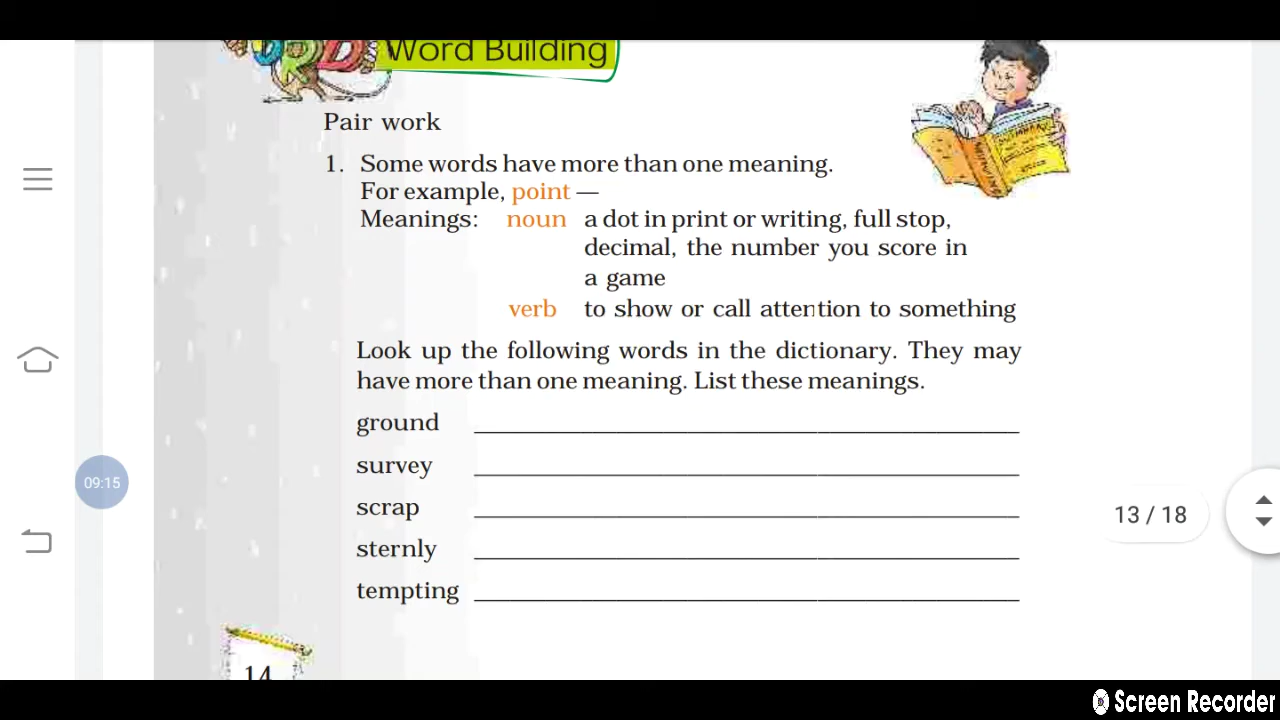 Word Building
Pair work
1. Some words have more than one meaning.
For example, point —
Meanings: noun a dot in print or writing, full stop,
decimal, the number you score in
a game
verb to show or call attention to something
Look up the following words in the dictionary. They may
have more than one meaning. List these meanings.
ground
survey
scrap
sternly
tempting
09:15
13 / 18
14
Screen Recorder